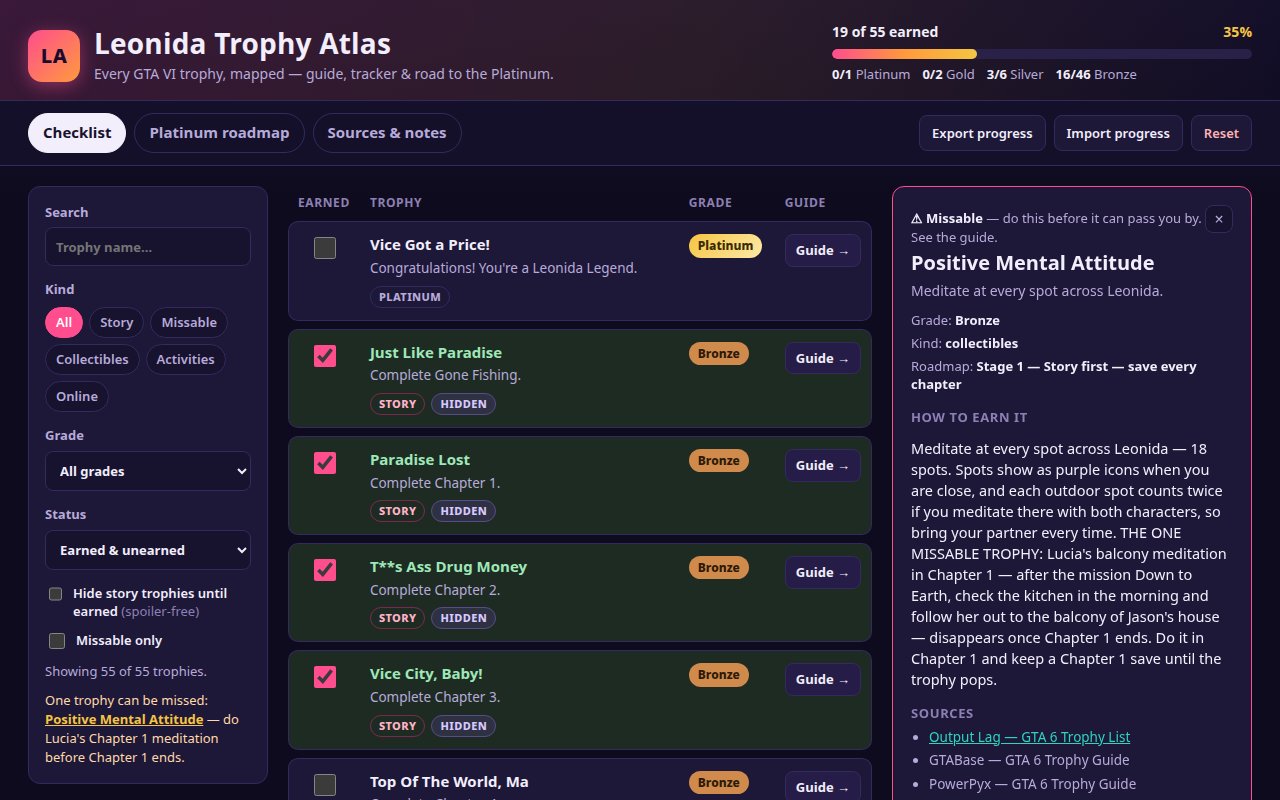 LA
Leonida Trophy Atlas
Every GTA VI trophy, mapped — guide, tracker & road to the Platinum.
19 of 55 earned
35%
0/1 Platinum 0/2 Gold 3/6 Silver 16/46 Bronze
Checklist
Platinum roadmap
Sources & notes
Export progress
Import progress
Reset
Search
Trophy name...
Kind
All
Story
Missable
Collectibles
Activities
Online
Grade
All grades
Status
Earned & unearned
Hide story trophies until
earned (spoiler-free)
Missable only
Showing 55 of 55 trophies.
One trophy can be missed:
Positive Mental Attitude — do
Lucia's Chapter 1 meditation
before Chapter 1 ends.
EARNED TROPHY GRADE GUIDE
Vice Got a Price!
Congratulations! You're a Leonida Legend.
PLATINUM
Platinum
Guide →
Just Like Paradise
Complete Gone Fishing.
STORY HIDDEN
Bronze
Guide →
Paradise Lost
Complete Chapter 1.
STORY HIDDEN
Bronze
Guide →
T**s Ass Drug Money
Complete Chapter 2.
STORY HIDDEN
Bronze
Guide →
Vice City, Baby!
Complete Chapter 3.
STORY HIDDEN
Bronze
Guide →
Top Of The World, Ma
Bronze
Guide →
⚠ Missable — do this before it can pass you by.
See the guide.
×
Positive Mental Attitude
Meditate at every spot across Leonida.
Grade: Bronze
Kind: collectibles
Roadmap: Stage 1 — Story first — save every
chapter
HOW TO EARN IT
Meditate at every spot across Leonida — 18
spots. Spots show as purple icons when you
are close, and each outdoor spot counts twice
if you meditate there with both characters, so
bring your partner every time. THE ONE
MISSABLE TROPHY: Lucia's balcony meditation
in Chapter 1 — after the mission Down to
Earth, check the kitchen in the morning and
follow her out to the balcony of Jason's house
— disappears once Chapter 1 ends. Do it in
Chapter 1 and keep a Chapter 1 save until the
trophy pops.
SOURCES
Output Lag — GTA 6 Trophy List
GTABase — GTA 6 Trophy Guide
PowerPyx — GTA 6 Trophy Guide